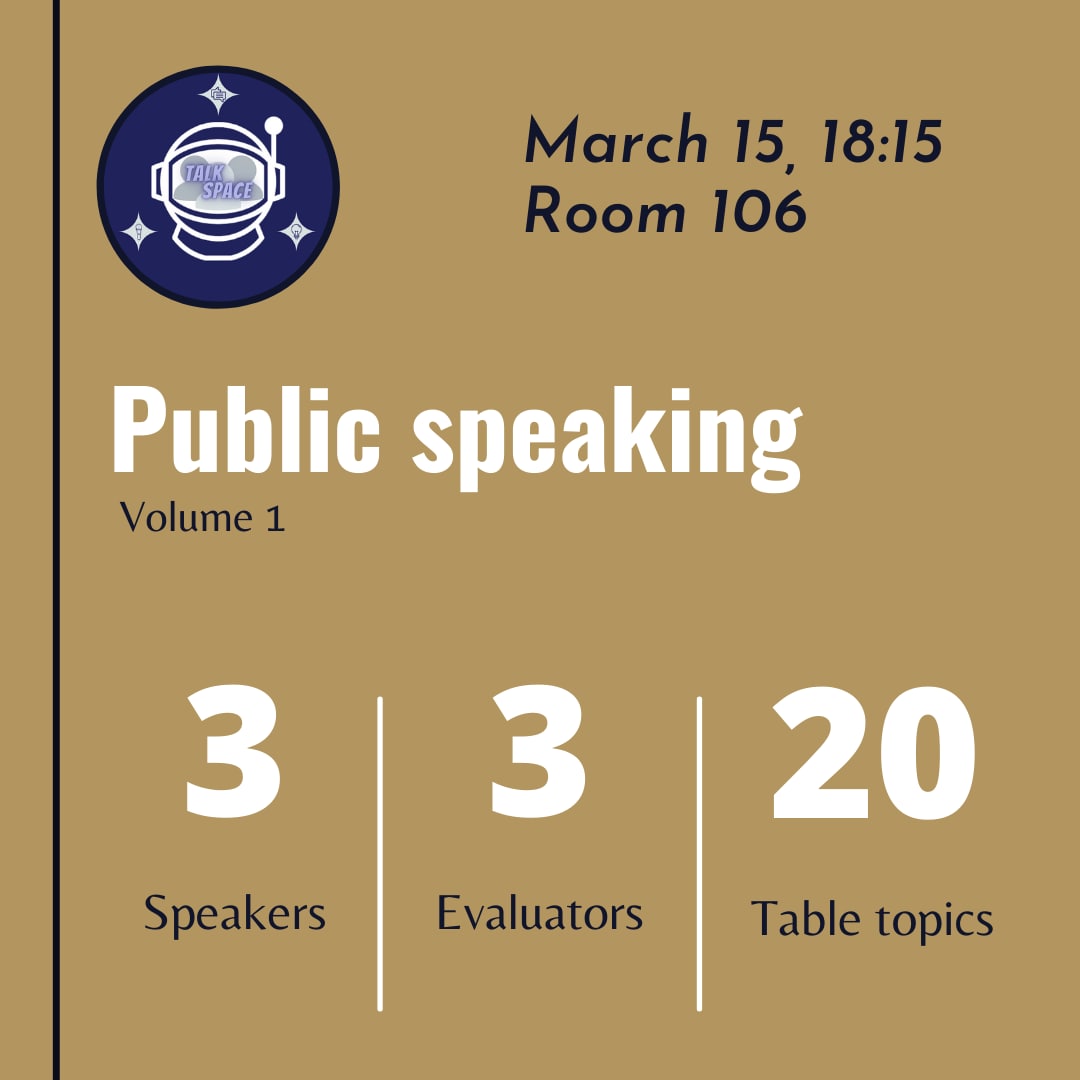 TALK
SPACE
March 15, 18:15
Room 106
Public speaking
Volume 1
3
Speakers
3
Evaluators
20
Table topics